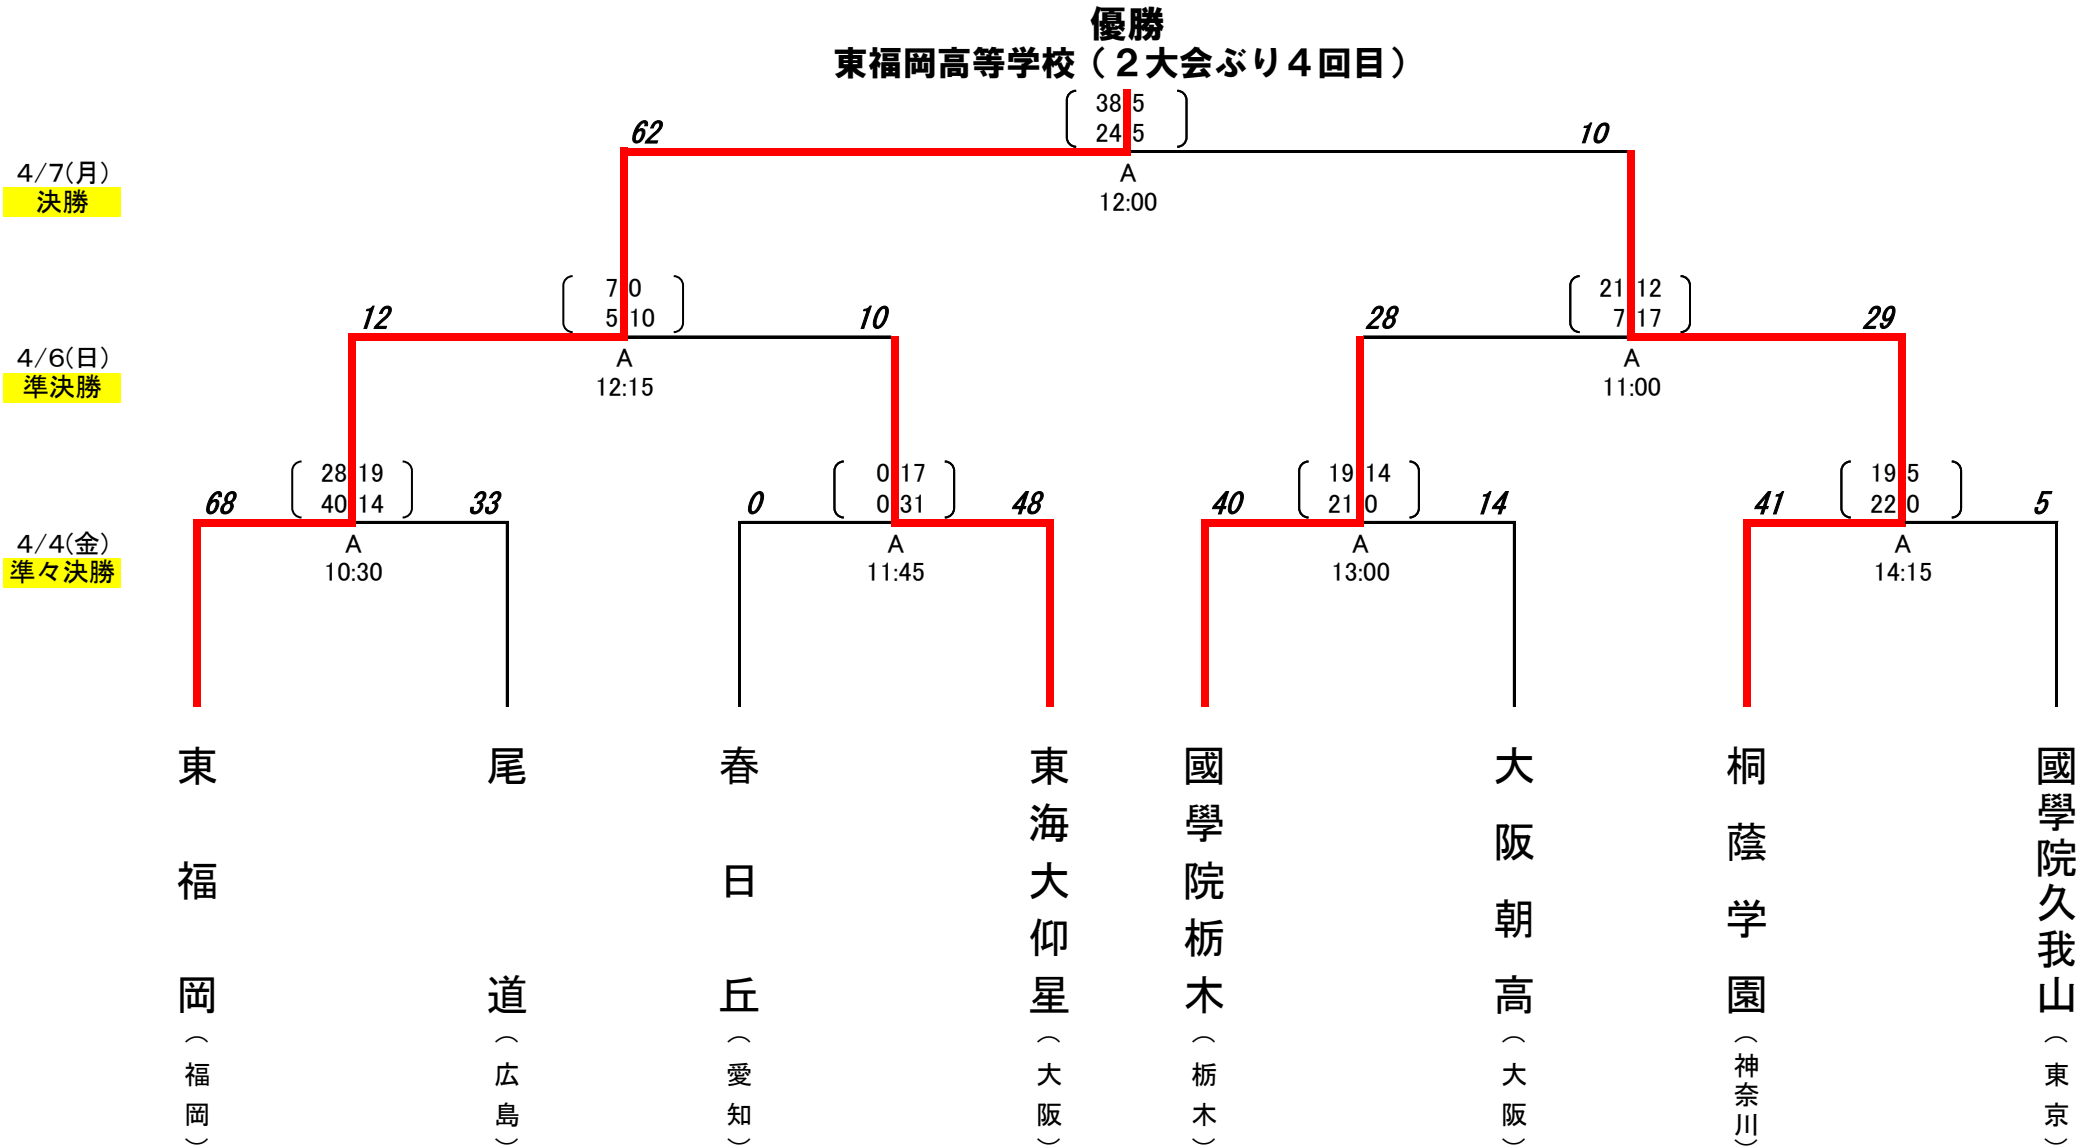 優勝
東福岡高等学校（２大会ぶり４回目）
38 5
24 5
62
10
A
12:00
4/7(月)
決勝
7 0
5 10
21 12
7 17
12
10
28
29
A
12:15
A
11:00
4/6(日)
準決勝
28 19
40 14
0 17
0 31
19 14
21 0
19 5
22 0
68
33
0
48
40
14
41
5
A
10:30
A
11:45
A
13:00
A
14:15
4/4(金)
準々決勝
東福岡（福岡）
尾道（広島）
春日丘（愛知）
東海大仰星（大阪）
國學院栃木（栃木）
大阪朝高（大阪）
桐蔭学園（神奈川）
國學院久我山（東京）